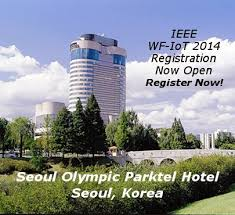 IEEE
WF-IoT 2014
Registration
Now Open
Register Now!
Seoul Olympic Parktel Hotel
Seoul, Korea